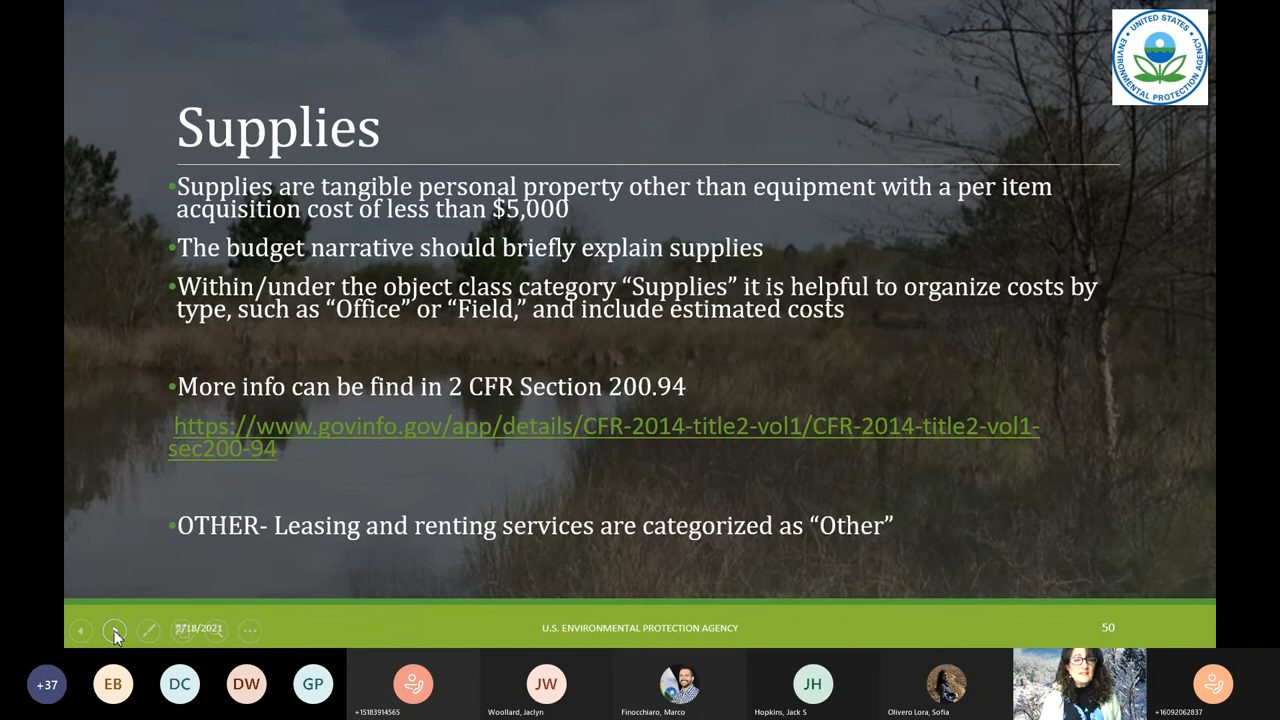 UNITED STATES
ENVIRONMENTAL PROTECTION AGENCY
Supplies
•Supplies are tangible personal property other than equipment with a per item
acquisition cost of less than $5,000
•The budget narrative should briefly explain supplies
•Within/under the object class category “Supplies” it is helpful to organize costs by
type, such as “Office” or “Field,” and include estimated costs
•More info can be find in 2 CFR Section 200.94
https://www.govinfo.gov/app/details/CFR-2014-title2-vol1/CFR-2014-title2-vol1-
sec200-94
•OTHER- Leasing and renting services are categorized as “Other”
/18/2021
U.S. ENVIRONMENTAL PROTECTION AGENCY
50
+37
EB
DC
DW
GP
JW
JH
+15183914565
Woollard, Jaclyn
Finocchiaro, Marco
Hopkins, Jack S
Olivero Lora, Sofia
+16092062837